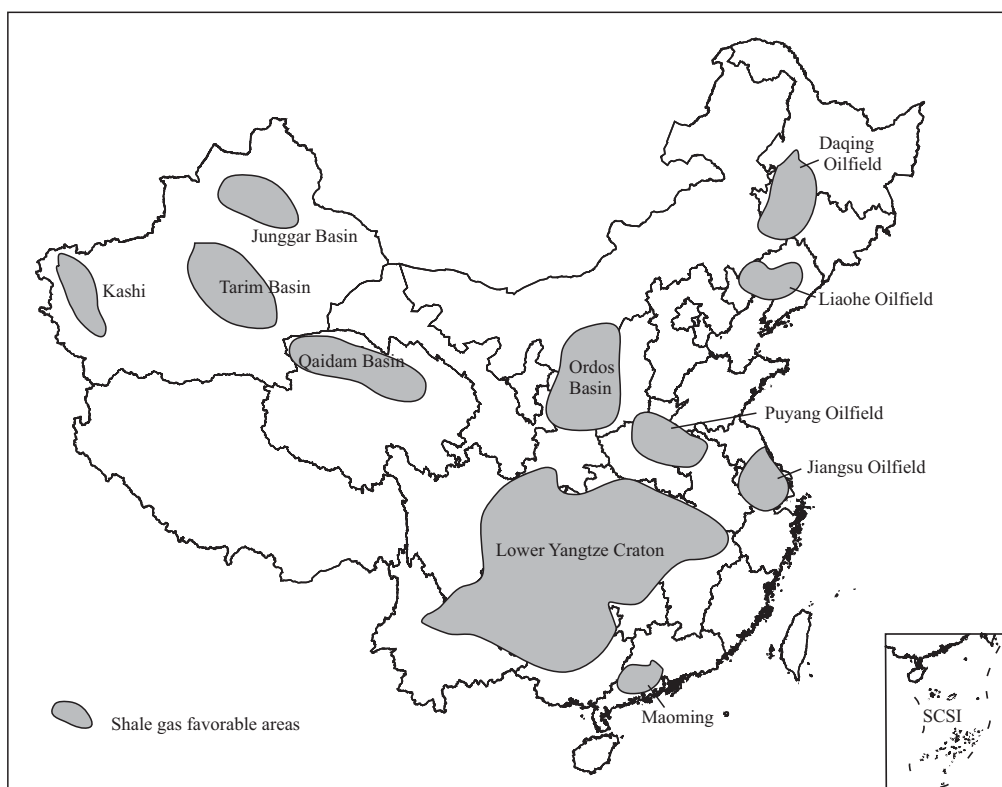 Daqing
Oilfield
Junggar Basin
Kashi
Tarim Basin
Liaohe Oilfield
Qaidam Basin
Ordos
Basin
Puyang Oilfield
Jiangsu Oilfield
Lower Yangtze Craton
Maoming
SCSI
Shale gas favorable areas